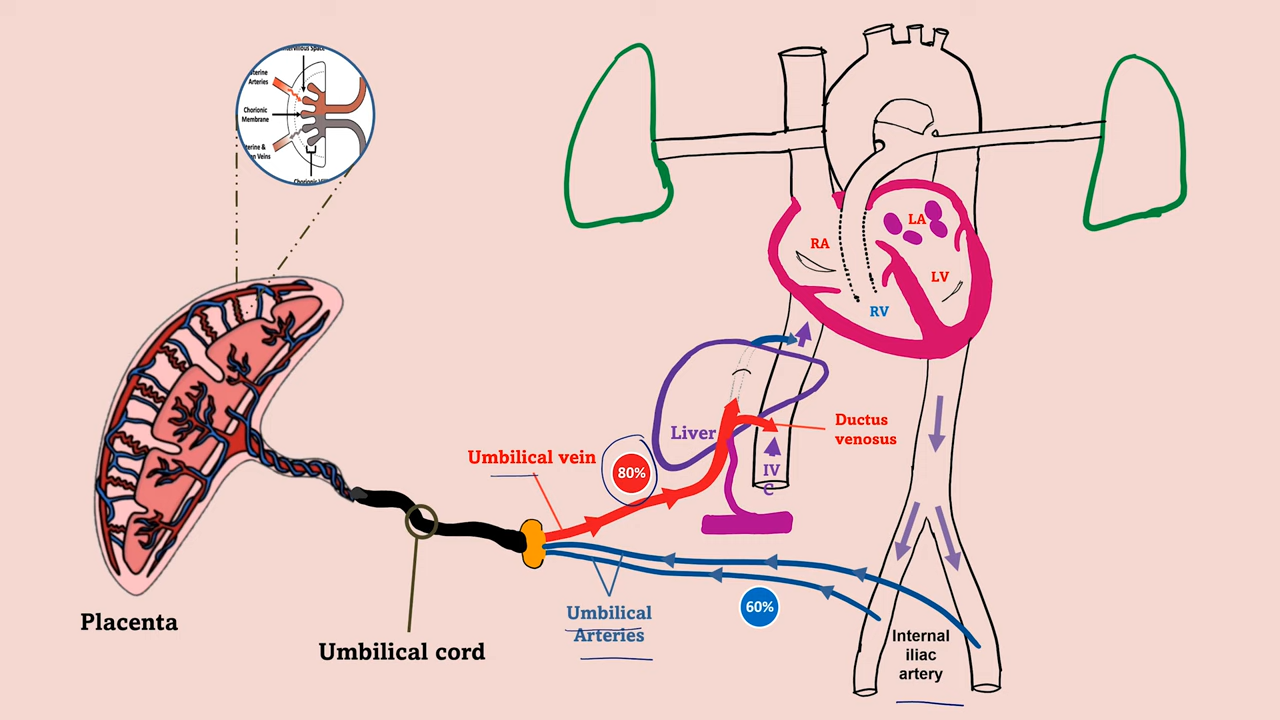 Arteries
Chorionic
Membrane
LA
RA
LV
RV
Ductus
venosus
Liver
Umbilical vein
80%
IV
C
60%
Umbilical
Arteries
Placenta
Umbilical cord
Internal
iliac
artery